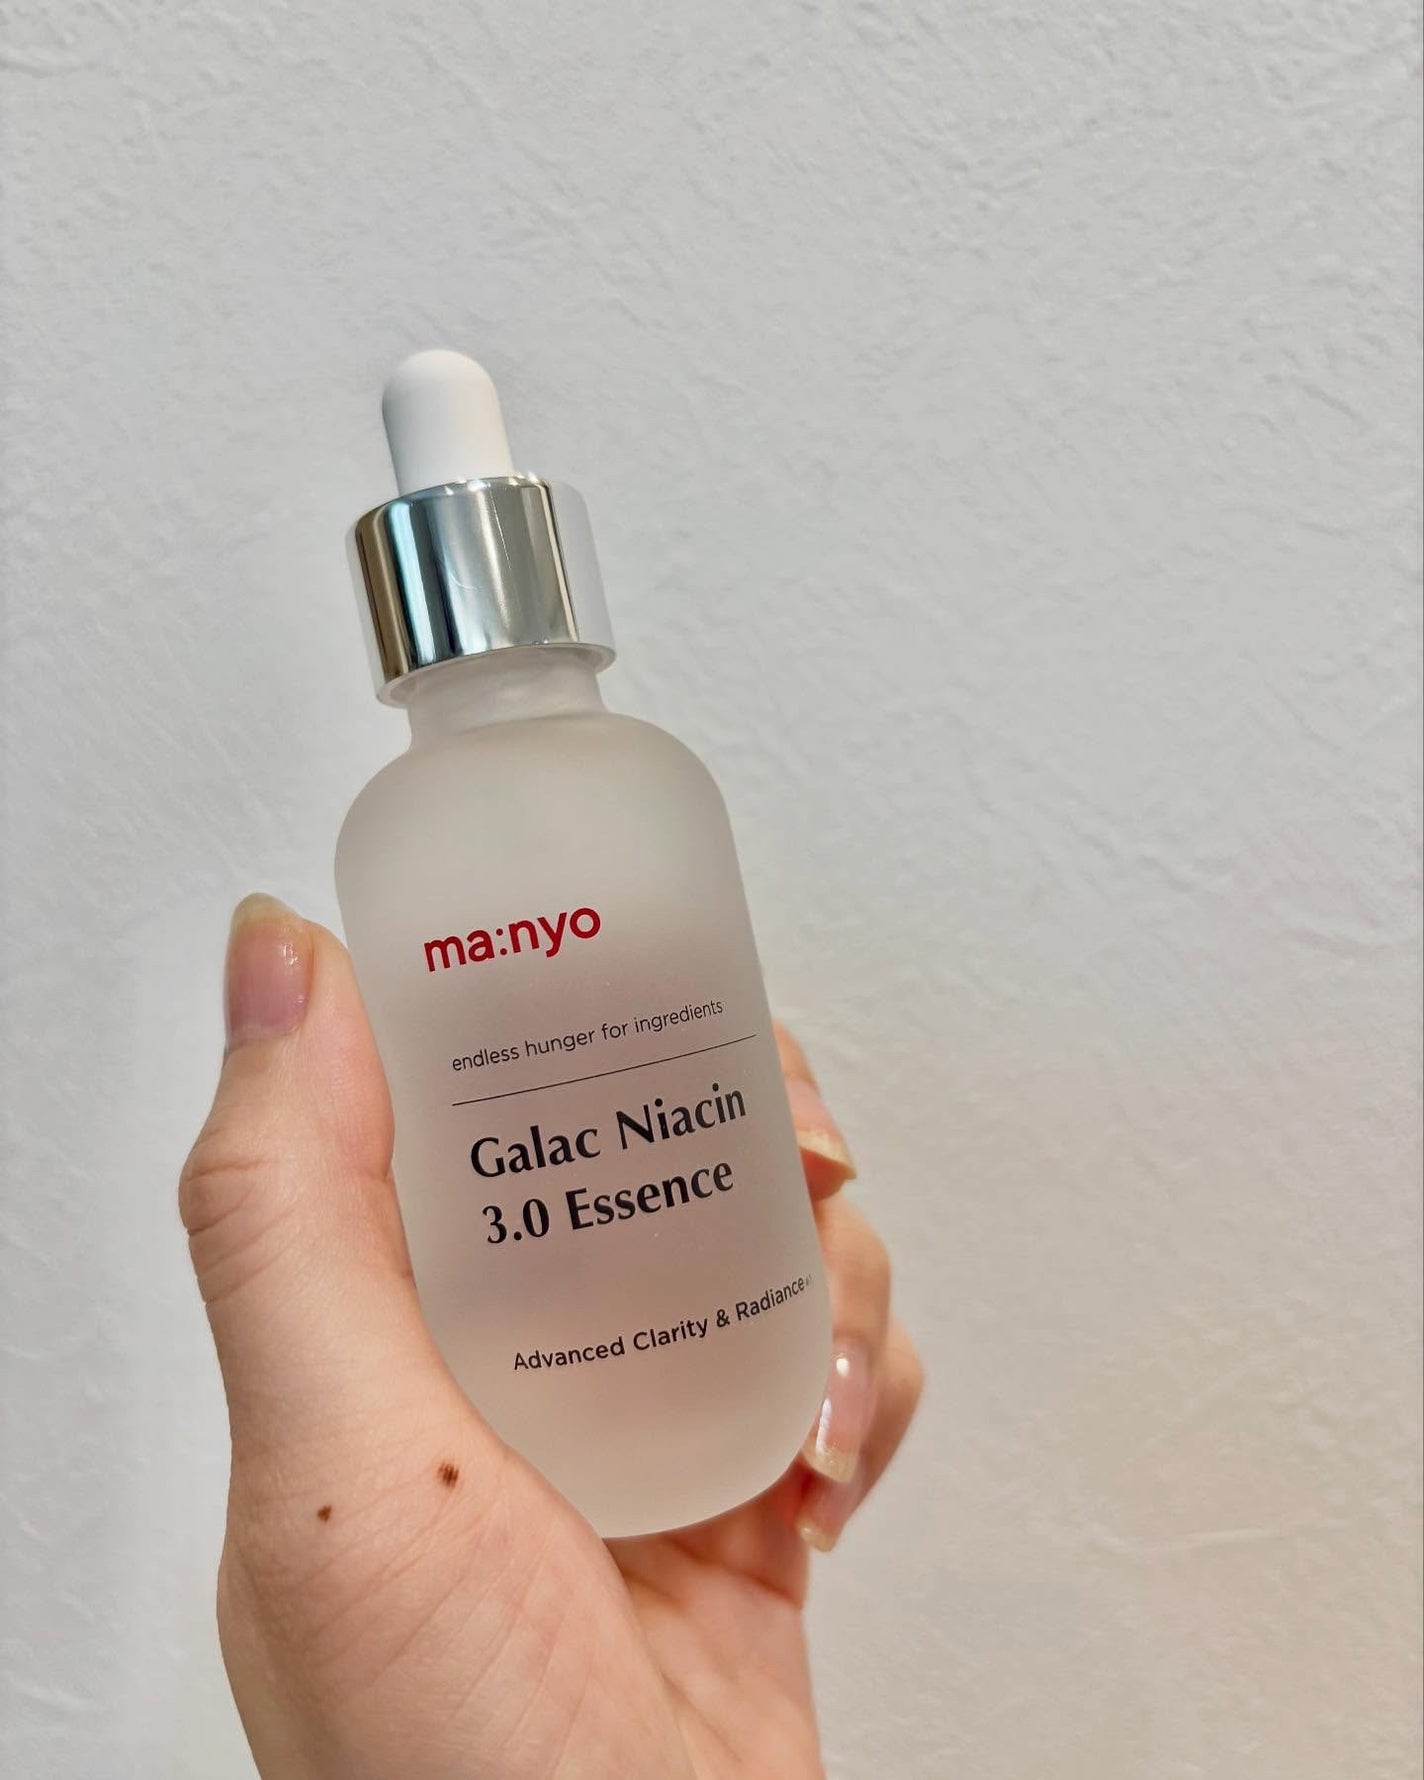 ma:nyo
endless hunger for ingredients
Galac Niacin
3.0 Essence
Advanced Clarity & Radiance